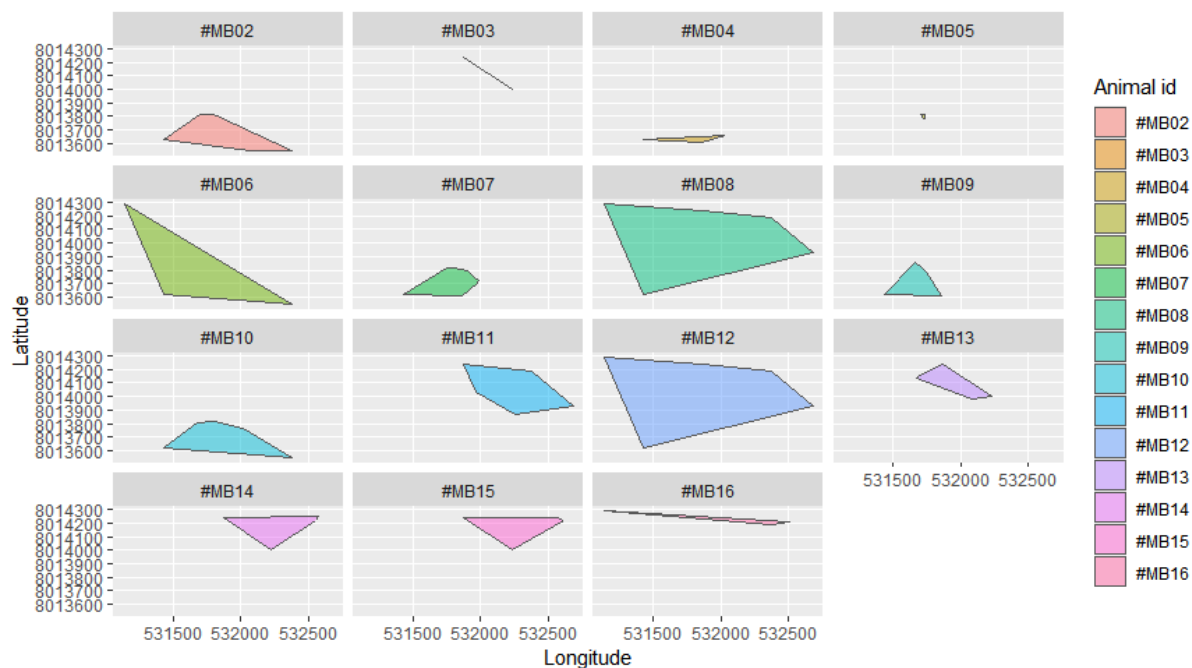 #MB02 #MB03 #MB04 #MB05
8014300
8014200
8014100
8014000
8013900
8013800
8013700
8013600
#MB06 #MB07 #MB08 #MB09
8014300
8014200
8014100
8014000
8013900
8013800
8013700
8013600
#MB10 #MB11 #MB12 #MB13
8014300
8014200
8014100
8014000
8013900
8013800
8013700
8013600
531500 532000 532500
#MB14 #MB15 #MB16
8014300
8014200
8014100
8014000
8013900
8013800
8013700
8013600
531500 532000 532500 531500 532000 532500 531500 532000 532500
Longitude
Latitude
Animal id
#MB02
#MB03
#MB04
#MB05
#MB06
#MB07
#MB08
#MB09
#MB10
#MB11
#MB12
#MB13
#MB14
#MB15
#MB16